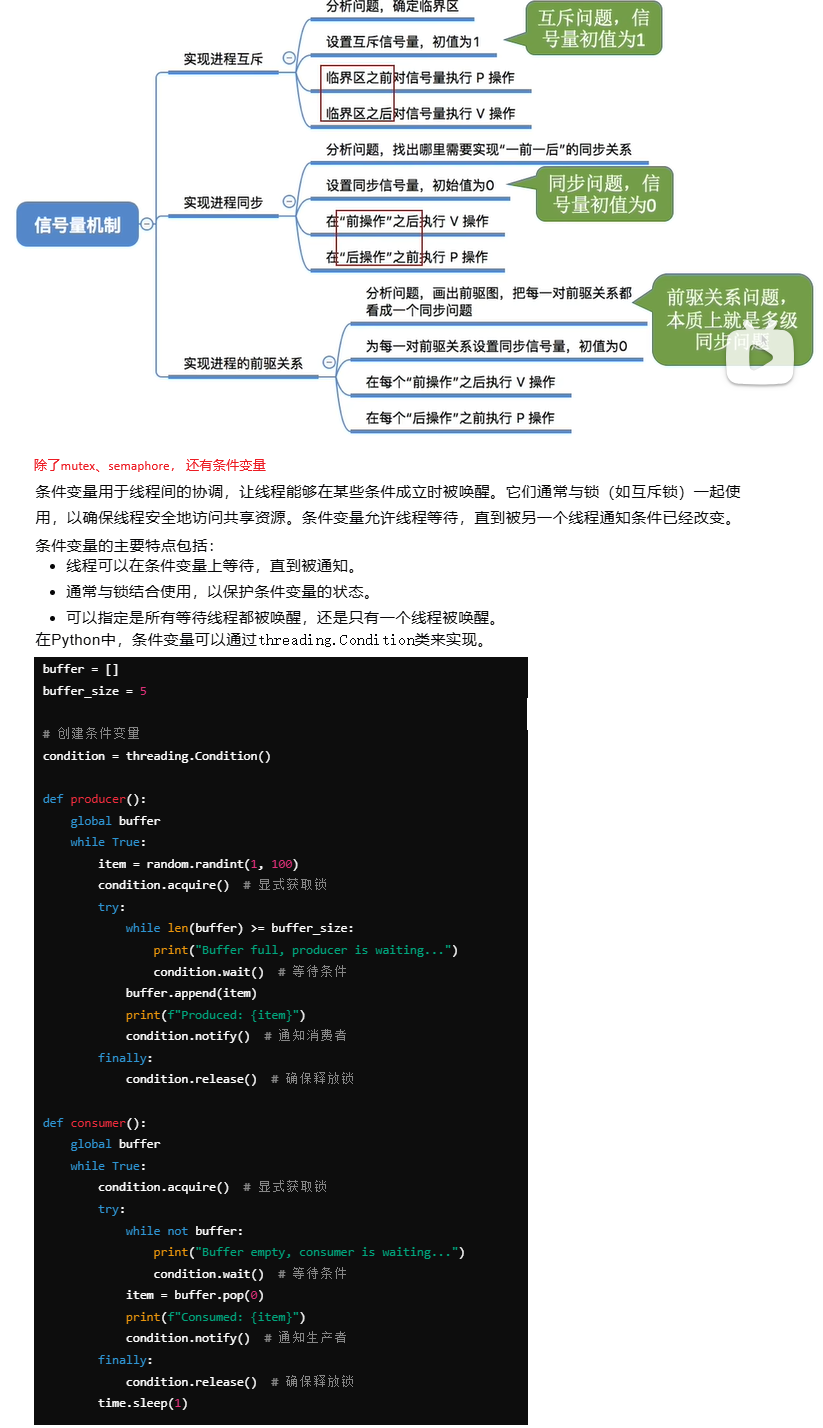 分析问题，确定临界区
互斥问题，信
号量初值为1
设置互斥信号量，初值为1
实现进程互斥
临界区之前对信号量执行 P 操作
临界区之后对信号量执行 V 操作
分析问题，找出哪里需要实现“一前一后”的同步关系
设置同步信号量，初始值为0
同步问题，信
号量初值为0
实现进程同步
信号量机制
在“前操作”之后执行 V 操作
在“后操作”之前执行 P 操作
分析问题，画出前驱图，把每一对前驱关系都
看成一个同步问题
前驱关系问题，
本质上就是多级
同步问题
为每一对前驱关系设置同步信号量，初值为0
实现进程的前驱关系
在每个“前操作”之后执行 V 操作
在每个“后操作”之前执行 P 操作
除了mutex、semaphore， 还有条件变量
条件变量用于线程间的协调，让线程能够在某些条件成立时被唤醒。它们通常与锁（如互斥锁）一起使
用，以确保线程安全地访问共享资源。条件变量允许线程等待，直到被另一个线程通知条件已经改变。
条件变量的主要特点包括：
• 线程可以在条件变量上等待，直到被通知。
• 通常与锁结合使用，以保护条件变量的状态。
• 可以指定是所有等待线程都被唤醒，还是只有一个线程被唤醒。
在Python中，条件变量可以通过threading.Condition类来实现。
buffer = []
buffer_size = 5
# 创建条件变量
condition = threading.Condition()
def producer():
    global buffer
    while True:
        item = random.randint(1, 100)
        condition.acquire()  # 显式获取锁
        try:
            while len(buffer) >= buffer_size:
                print("Buffer full, producer is waiting...")
                condition.wait()  # 等待条件
            buffer.append(item)
            print(f"Produced: {item}")
            condition.notify()  # 通知消费者
        finally:
            condition.release()  # 确保释放锁
def consumer():
    global buffer
    while True:
        condition.acquire()  # 显式获取锁
        try:
            while not buffer:
                print("Buffer empty, consumer is waiting...")
                condition.wait()  # 等待条件
            item = buffer.pop(0)
            print(f"Consumed: {item}")
            condition.notify()  # 通知生产者
        finally:
            condition.release()  # 确保释放锁
        time.sleep(1)